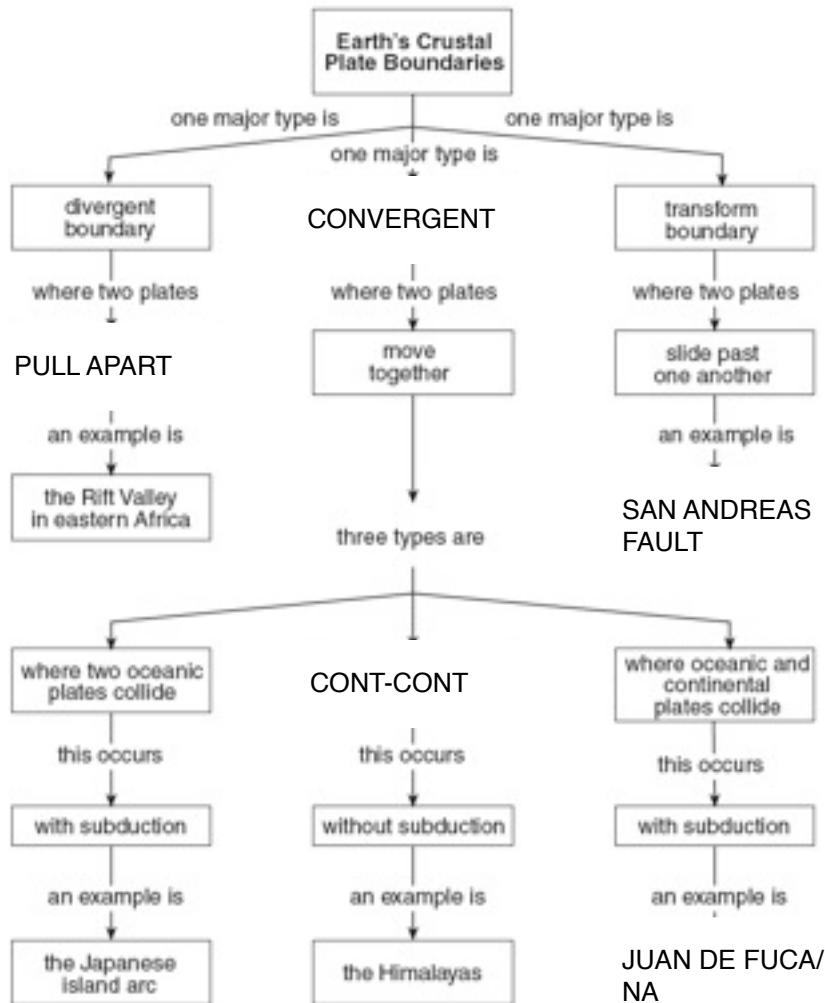 Earth's Crustal
Plate Boundaries
one major type is
one major type is
one major type is
divergent
boundary
CONVERGENT
transform
boundary
where two plates
where two plates
where two plates
PULL APART
move
together
slide past
one another
an example is
an example is
the Rift Valley
in eastern Africa
SAN ANDREAS
FAULT
three types are
where two oceanic
plates collide
CONT-CONT
where oceanic and
continental
plates collide
this occurs
this occurs
this occurs
with subduction
without subduction
with subduction
an example is
an example is
an example is
the Japanese
island arc
the Himalayas
JUAN DE FUCA/
NA